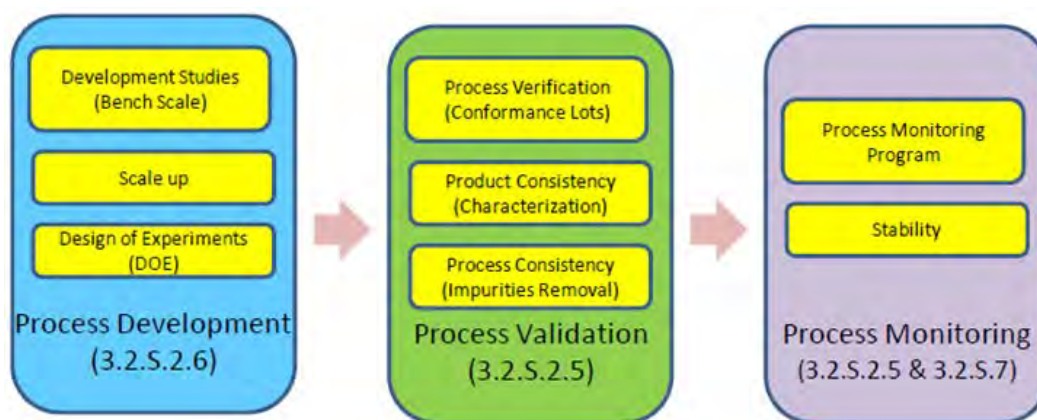 Development Studies
(Bench Scale)
Scale up
Design of Experiments
(DOE)
Process Development
(3.2.S.2.6)
Process Verification
(Conformance Lots)
Product Consistency
(Characterization)
Process Consistency
(Impurities Removal)
Process Validation
(3.2.S.2.5)
Process Monitoring
Program
Stability
Process Monitoring
(3.2.S.2.5 & 3.2.S.7)